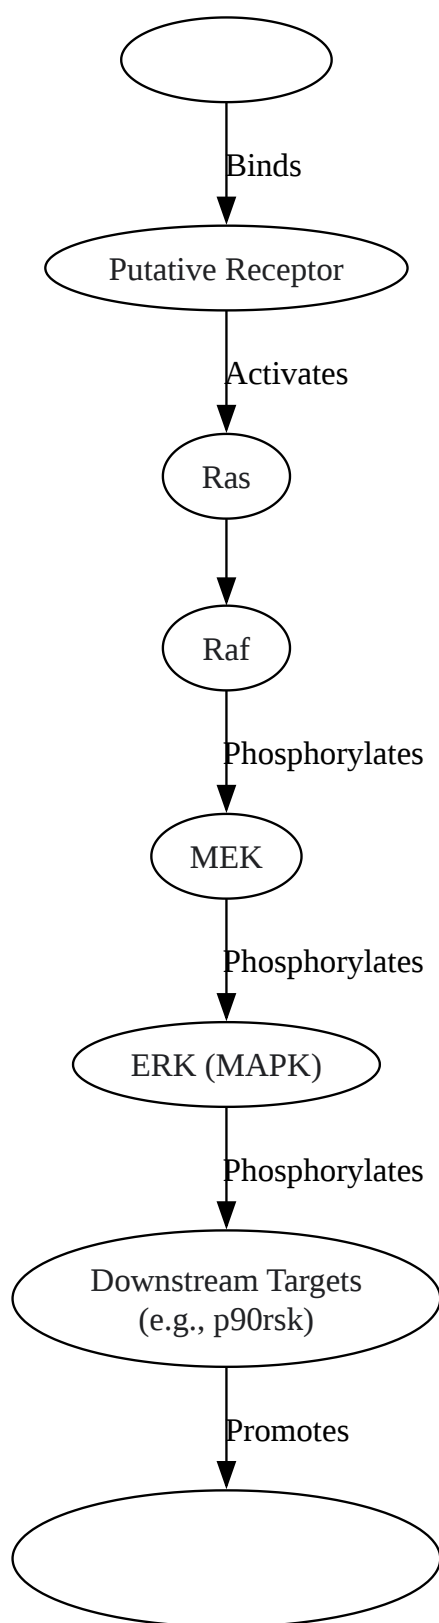 Binds
Putative Receptor
Activates
Ras
Raf
Phosphorylates
MEK
Phosphorylates
ERK (MAPK)
Phosphorylates
Downstream Targets
(e.g., p90rsk)
Promotes